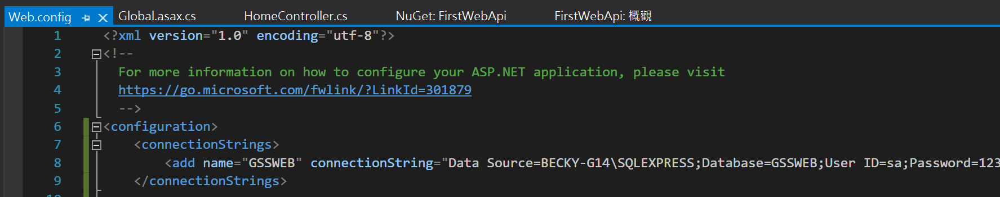 Web.config Global.asax.cs HomeController.cs NuGet: FirstWebApi FirstWebApi: 概觀
1 <?xml version="1.0" encoding="utf-8"?>
2 <!--
3 For more information on how to configure your ASP.NET application, please visit
4 https://go.microsoft.com/fwlink/?LinkId=301879
5 -->
6 <configuration>
7 <connectionStrings>
8 <add name="GSSWEB" connectionString="Data Source=BECKY-G14\SQLEXPRESS;Database=GSSWEB;User ID=sa;Password=123
9 </connectionStrings>
10